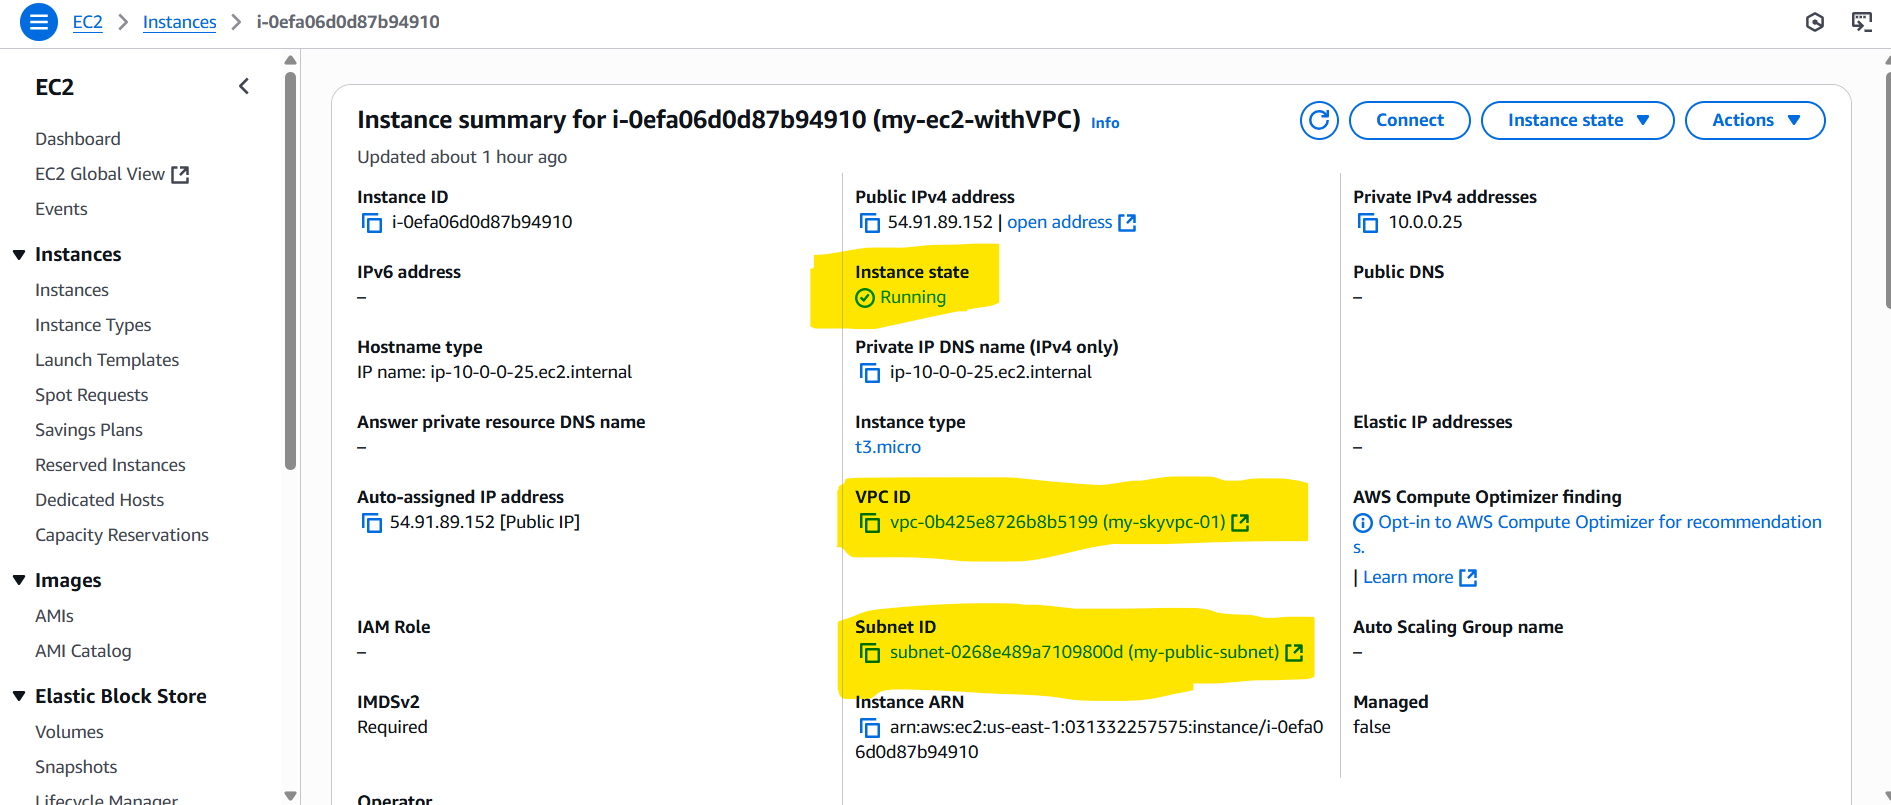 EC2 > Instances > i-0efa06d0d87b94910
EC2
Dashboard
EC2 Global View
Events
Instances
Instances
Instance Types
Launch Templates
Spot Requests
Savings Plans
Reserved Instances
Dedicated Hosts
Capacity Reservations
Images
AMIs
AMI Catalog
Elastic Block Store
Volumes
Snapshots
Lifecycle Manager
Instance summary for i-0efa06d0d87b94910 (my-ec2-withVPC) Info
Connect
Instance state
Actions
Updated about 1 hour ago
Instance ID
i-0efa06d0d87b94910
Public IPv4 address
54.91.89.152 | open address
Private IPv4 addresses
10.0.0.25
IPv6 address
–
Instance state
Running
Public DNS
–
Hostname type
IP name: ip-10-0-0-25.ec2.internal
Private IP DNS name (IPv4 only)
ip-10-0-0-25.ec2.internal
Answer private resource DNS name
–
Instance type
t3.micro
Elastic IP addresses
–
Auto-assigned IP address
54.91.89.152 [Public IP]
VPC ID
vpc-0b425e8726b8b5199 (my-skyvpc-01)
AWS Compute Optimizer finding
Opt-in to AWS Compute Optimizer for recommendation
s.
| Learn more
IAM Role
–
Subnet ID
subnet-0268e489a7109800d (my-public-subnet)
Auto Scaling Group name
–
IMDSv2
Required
Instance ARN
arn:aws:ec2:us-east-1:031332257575:instance/i-0efa0
6d0d87b94910
Managed
false
Operator